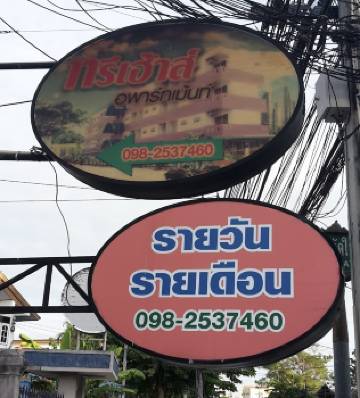 ทรีเฮ้าส์
อพาร์ทเม้นท์
098-2537460
รายวัน
รายเดือน
098-2537460